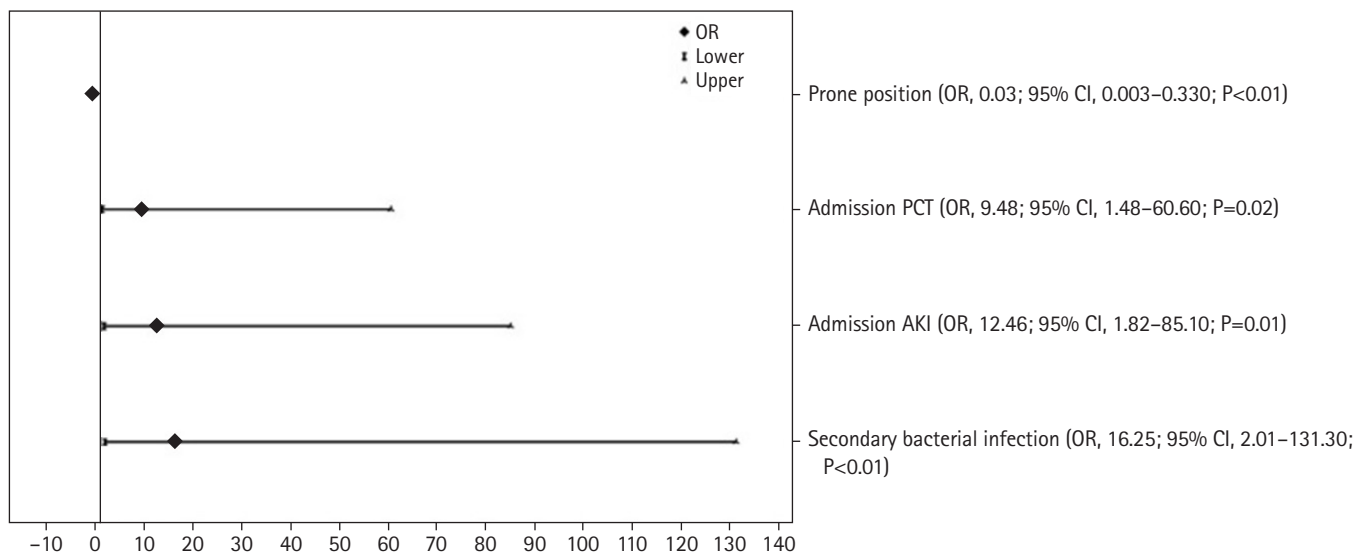 OR
Lower
Upper
Prone position (OR, 0.03; 95% CI, 0.003–0.330; P<0.01)
Admission PCT (OR, 9.48; 95% CI, 1.48–60.60; P=0.02)
Admission AKI (OR, 12.46; 95% CI, 1.82–85.10; P=0.01)
Secondary bacterial infection (OR, 16.25; 95% CI, 2.01–131.30;
P<0.01)
−10 0 10 20 30 40 50 60 70 80 90 100 110 120 130 140